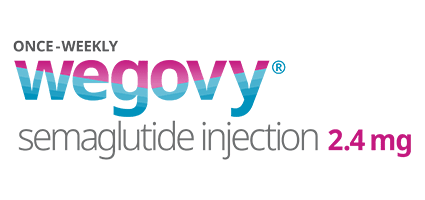 ONCE-WEEKLY
wegovy®
semaglutide injection 2.4 mg